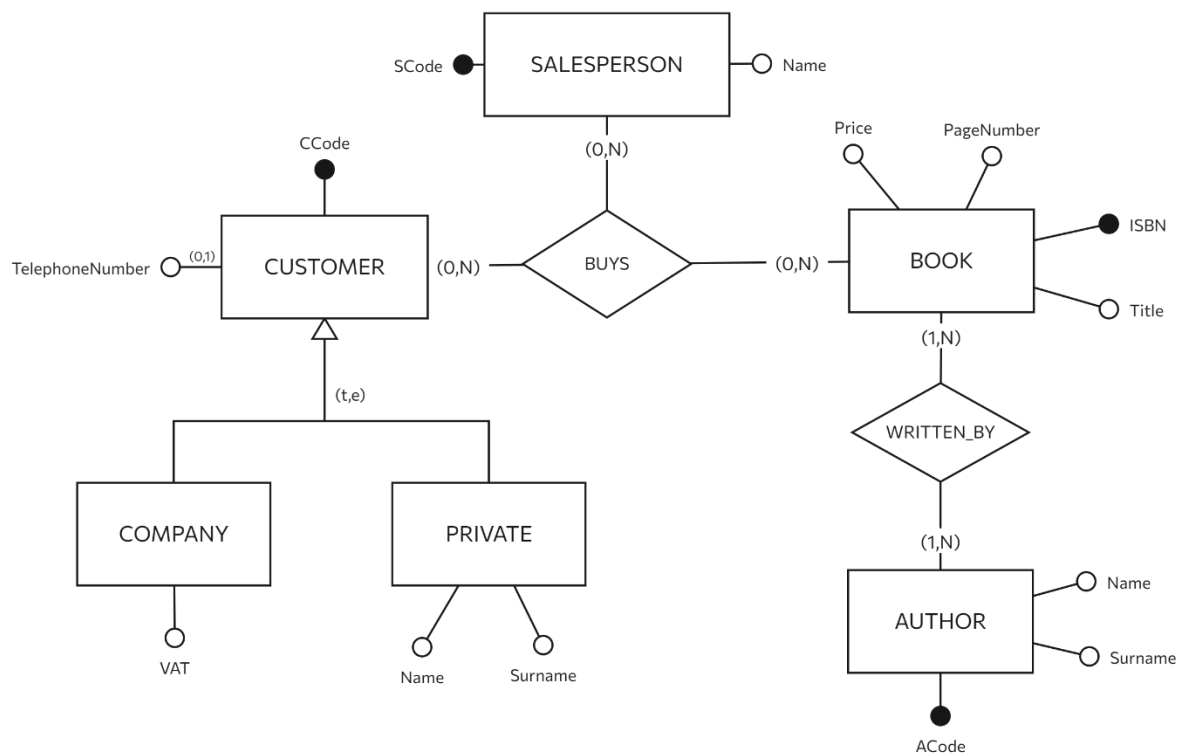 SCode
SALESPERSON
Name
(0,N)
Price
PageNumber
CCode
TelephoneNumber
(0,1)
CUSTOMER
(0,N)
BUYS
(0,N)
BOOK
ISBN
Title
(1,N)
(t,e)
WRITTEN_BY
COMPANY
PRIVATE
(1,N)
VAT
Name
Surname
AUTHOR
Name
Surname
ACode